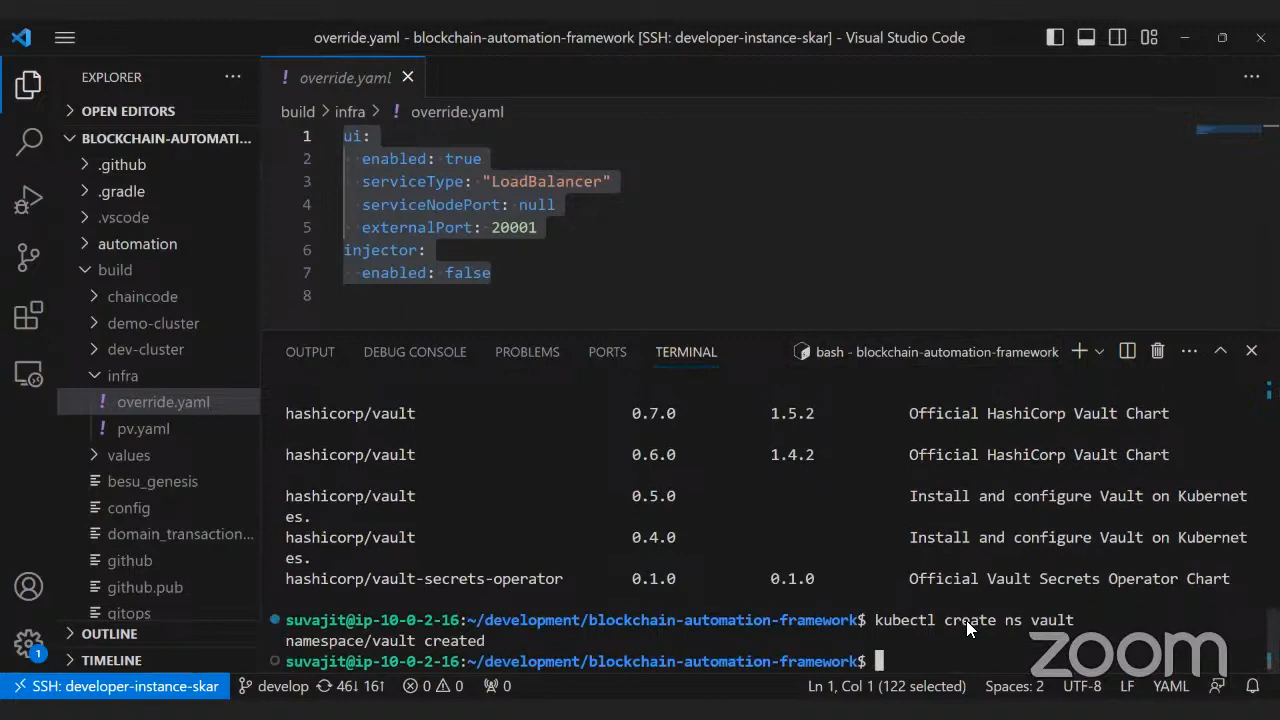 override.yaml - blockchain-automation-framework [SSH: developer-instance-skar] - Visual Studio Code
EXPLORER
OPEN EDITORS
BLOCKCHAIN-AUTOMATI...
.github
.gradle
.vscode
automation
build
chaincode
demo-cluster
dev-cluster
infra
override.yaml
pv.yaml
values
besu_genesis
config
domain_transaction...
github
github.pub
gitops
OUTLINE
TIMELINE
! override.yaml
build > infra > ! override.yaml
1 ui:
2 enabled: true
3 serviceType: "LoadBalancer"
4 serviceNodePort: null
5 externalPort: 20001
6 injector:
7 enabled: false
8
OUTPUT DEBUG CONSOLE PROBLEMS PORTS TERMINAL bash - blockchain-automation-framework
hashicorp/vault 0.7.0 1.5.2 Official HashiCorp Vault Chart
hashicorp/vault 0.6.0 1.4.2 Official HashiCorp Vault Chart
hashicorp/vault 0.5.0 Install and configure Vault on Kubernet
es.
hashicorp/vault 0.4.0 Install and configure Vault on Kubernet
es.
hashicorp/vault-secrets-operator 0.1.0 0.1.0 Official Vault Secrets Operator Chart
suvajit@ip-10-0-2-16:~/development/blockchain-automation-framework$ kubectl create ns vault
namespace/vault created
suvajit@ip-10-0-2-16:~/development/blockchain-automation-framework$
zoom
1
SSH: developer-instance-skar develop 46↓ 16↑ 0 0 0 Ln 1, Col 1 (122 selected) Spaces: 2 UTF-8 LF YAML